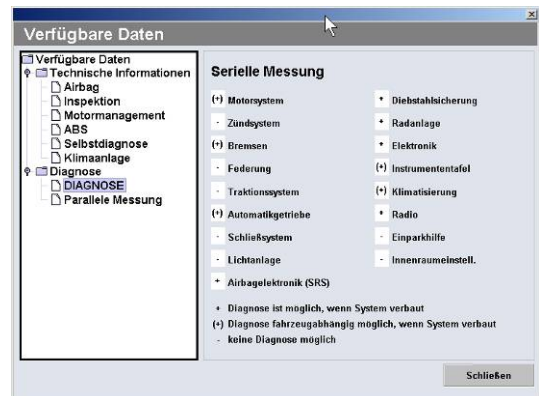 Verfügbare Daten
Verfügbare Daten
Technische Informationen
Airbag
Inspektion
Motormanagement
ABS
Selbstdiagnose
Klimaanlage
Diagnose
DIAGNOSE
Parallele Messung
Serielle Messung
(+) Motorsystem
- Zündsystem
(+) Bremsen
- Federung
- Traktionssystem
(+) Automatikgetriebe
- Schließsystem
- Lichtanlage
+ Airbagelektronik (SRS)
+ Diebstahlsicherung
+ Radanlage
+ Elektronik
(+) Instrumententafel
(+) Klimatisierung
+ Radio
- Einparkhilfe
- Innenraumeinstell.
+ Diagnose ist möglich, wenn System verbaut
(+) Diagnose fahrzeugabhängig möglich, wenn System verbaut
- keine Diagnose möglich
Schließen